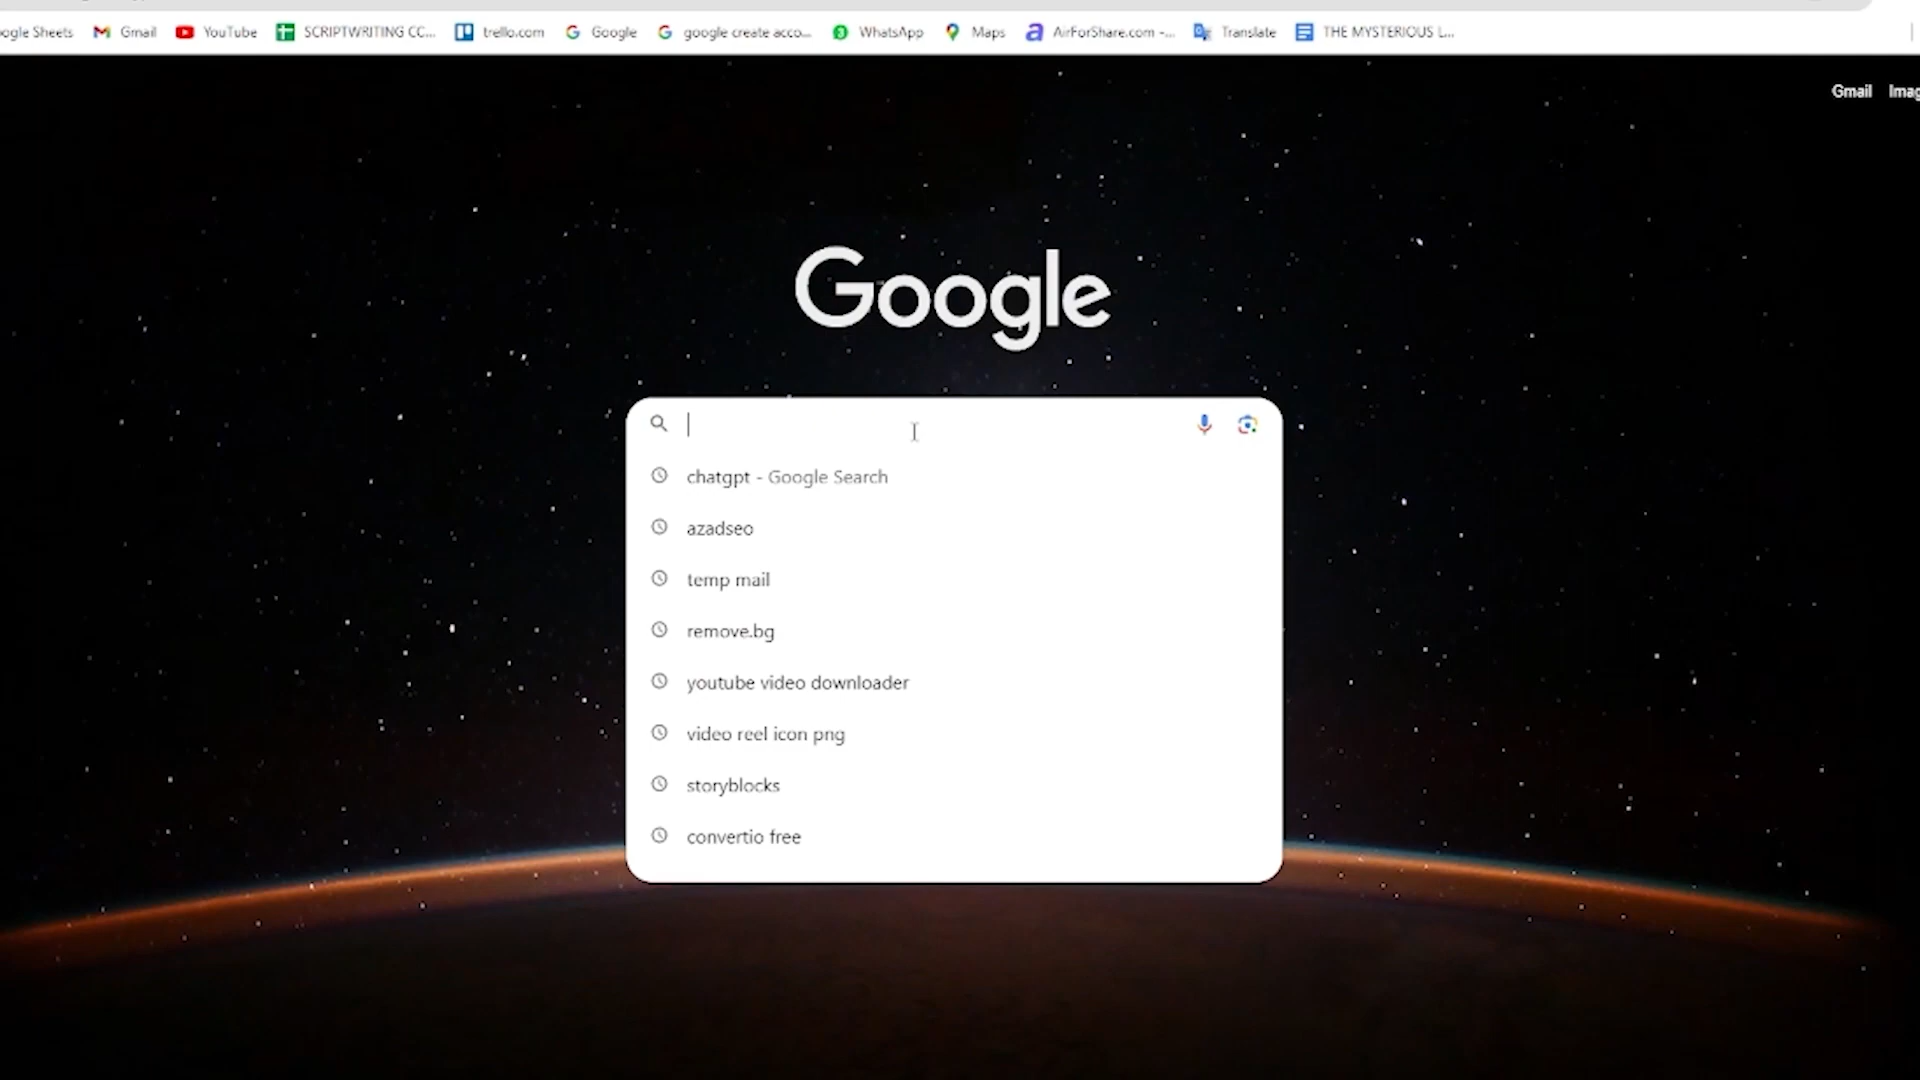 ogle Sheets Gmail YouTube SCRIPTWRITING CC... trello.com Google google create acco... WhatsApp Maps AirForShare.com -... Translate THE MYSTERIOUS L...
Gmail Imag
Google
chatgpt - Google Search
azadseo
temp mail
remove.bg
youtube video downloader
video reel icon png
storyblocks
convertio free